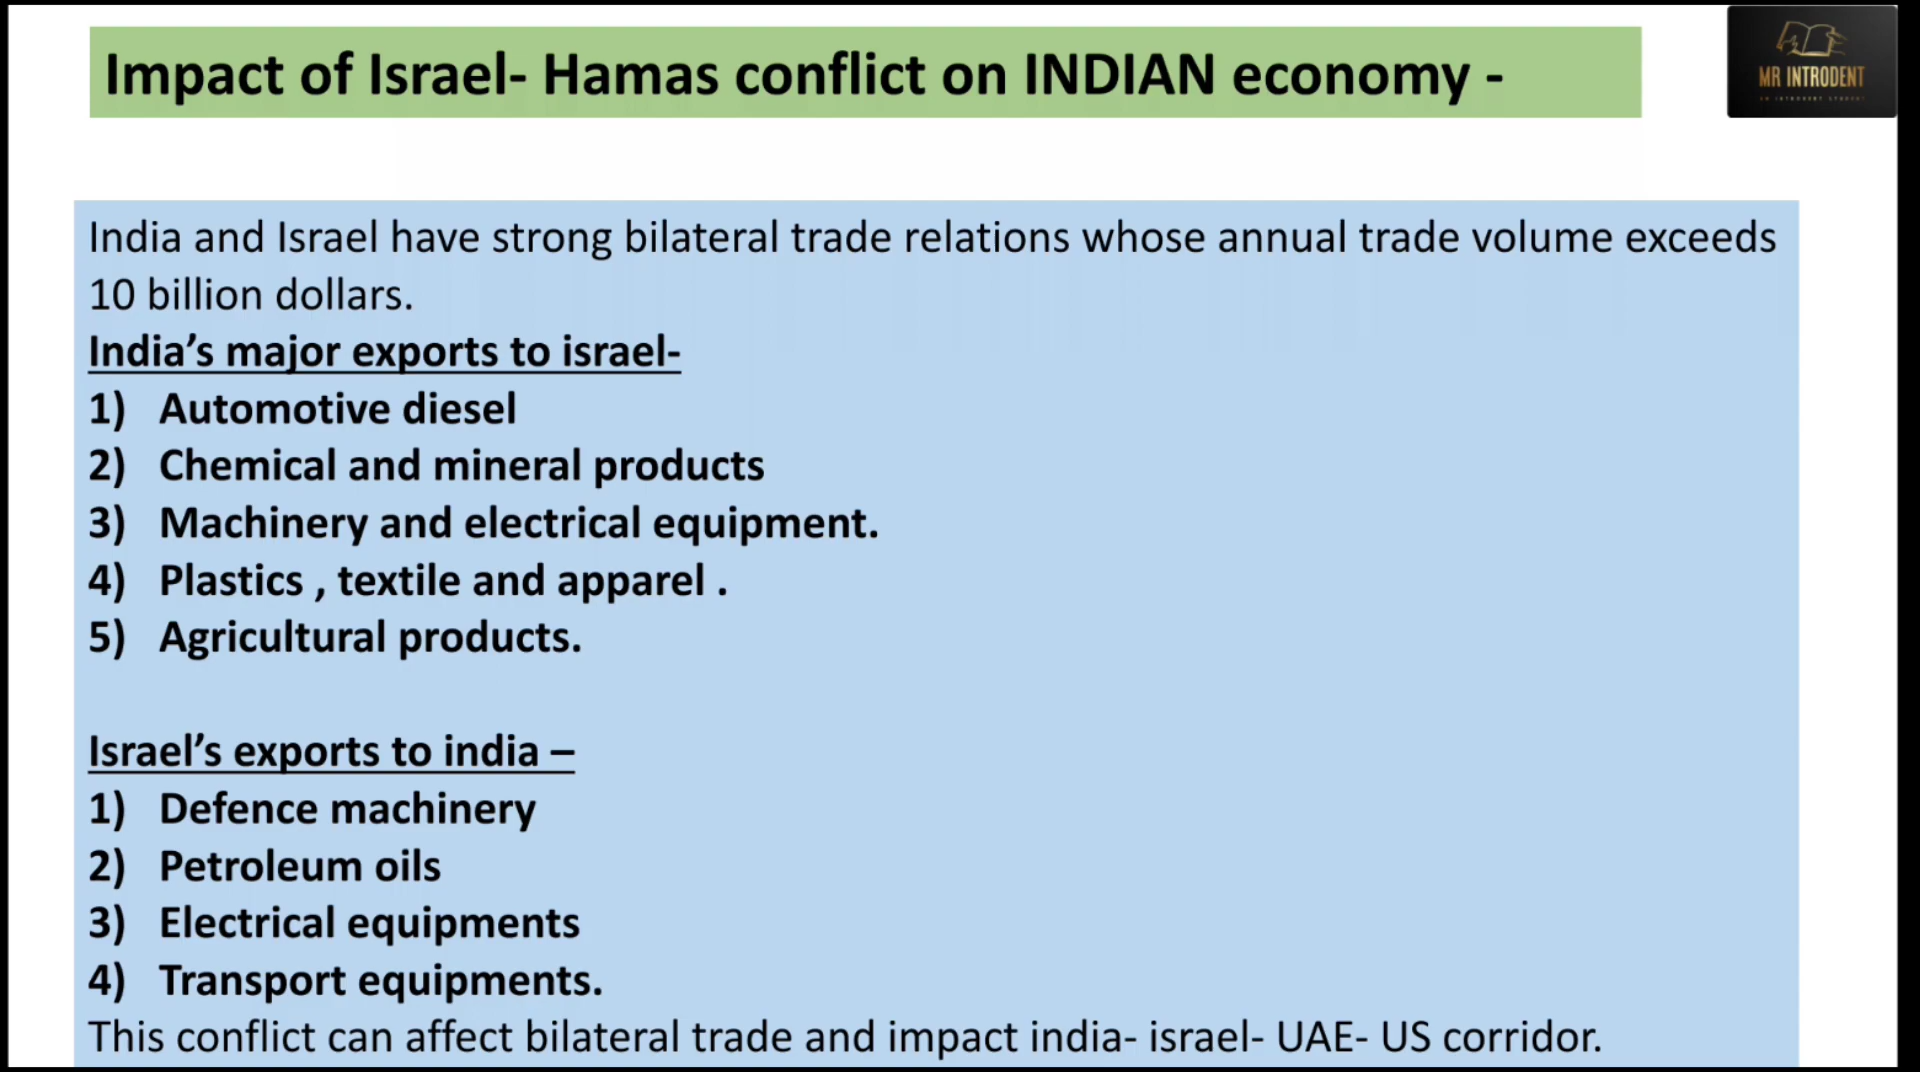 Impact of Israel- Hamas conflict on INDIAN economy -
MR INTRODENT
India and Israel have strong bilateral trade relations whose annual trade volume exceeds
10 billion dollars.
India’s major exports to israel-
1) Automotive diesel
2) Chemical and mineral products
3) Machinery and electrical equipment.
4) Plastics , textile and apparel .
5) Agricultural products.
Israel’s exports to india –
1) Defence machinery
2) Petroleum oils
3) Electrical equipments
4) Transport equipments.
This conflict can affect bilateral trade and impact india- israel- UAE- US corridor.